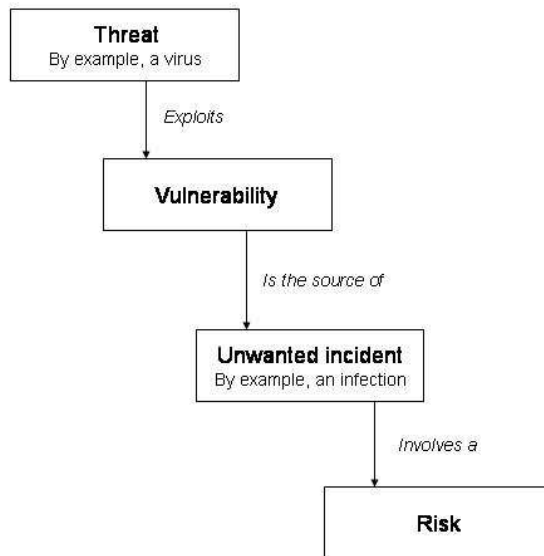 Threat
By example, a virus
Exploits
Vulnerability
Is the source of
Unwanted incident
By example, an infection
Involves a
Risk